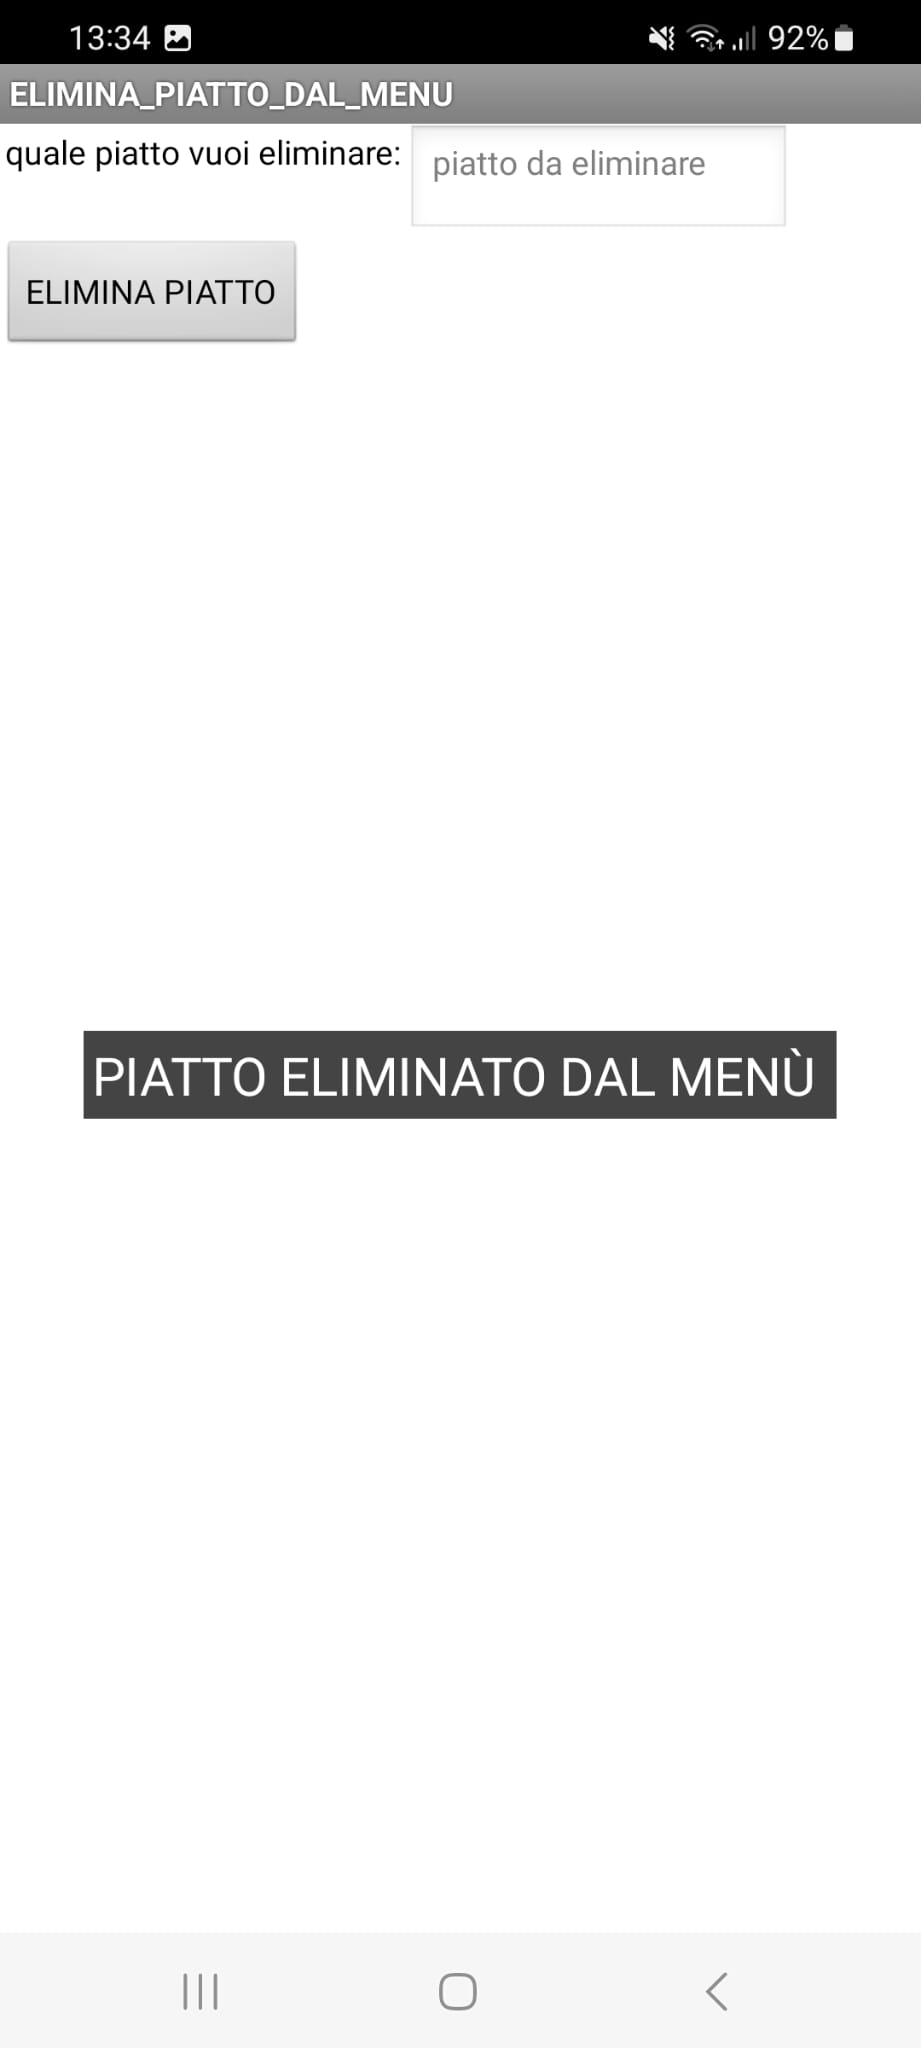 13:34
92%
ELIMINA_PIATTO_DAL_MENU
quale piatto vuoi eliminare:
piatto da eliminare
ELIMINA PIATTO
PIATTO ELIMINATO DAL MENÙ